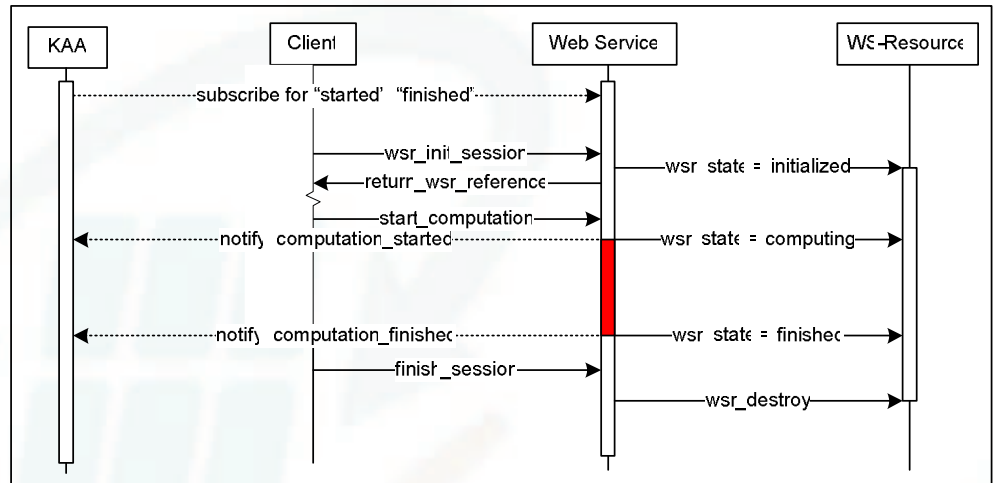 KAA
Client
Web Service
WS-Resource
subscribe for "started" "finished"
wsr_init_session
wsr_state = initialized
return_wsr_reference
start_computation
notify_computation_started
wsr_state = computing
notify_computation_finished
wsr_state = finished
finish_session
wsr_destroy